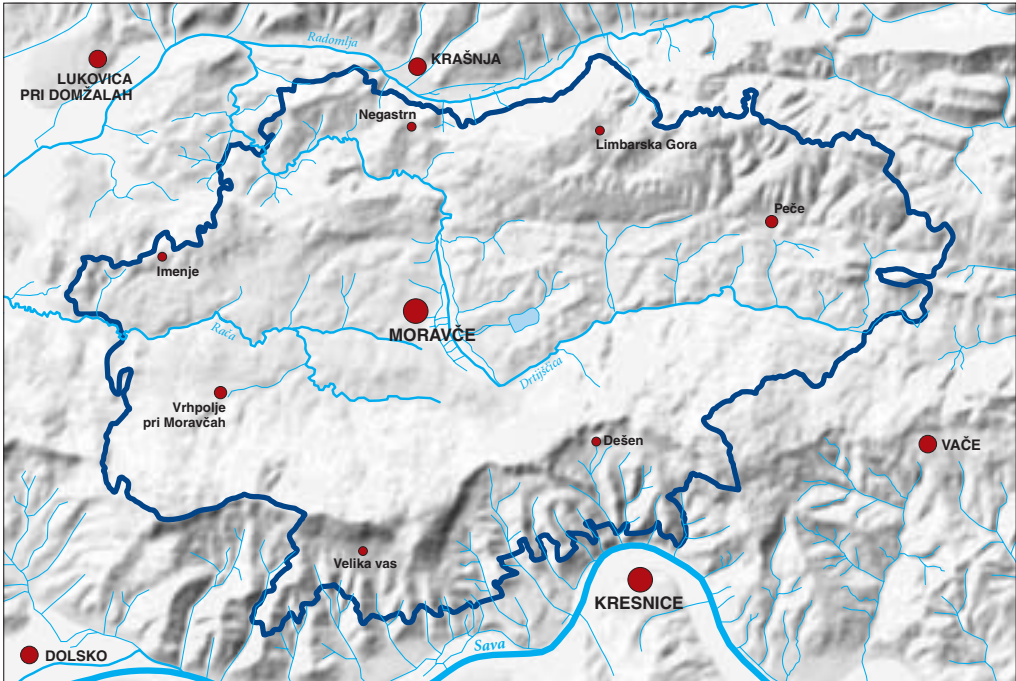 Radomlja
KRAŠNJA
LUKOVICA
PRI DOMŽALAH
Negastrn
Limbarska Gora
Peče
Imenje
MORAVČE
Rača
Drtijščica
Vrhpolje
pri Moravčah
Dešen
VAČE
Velika vas
KRESNICE
Sava
DOLSKO